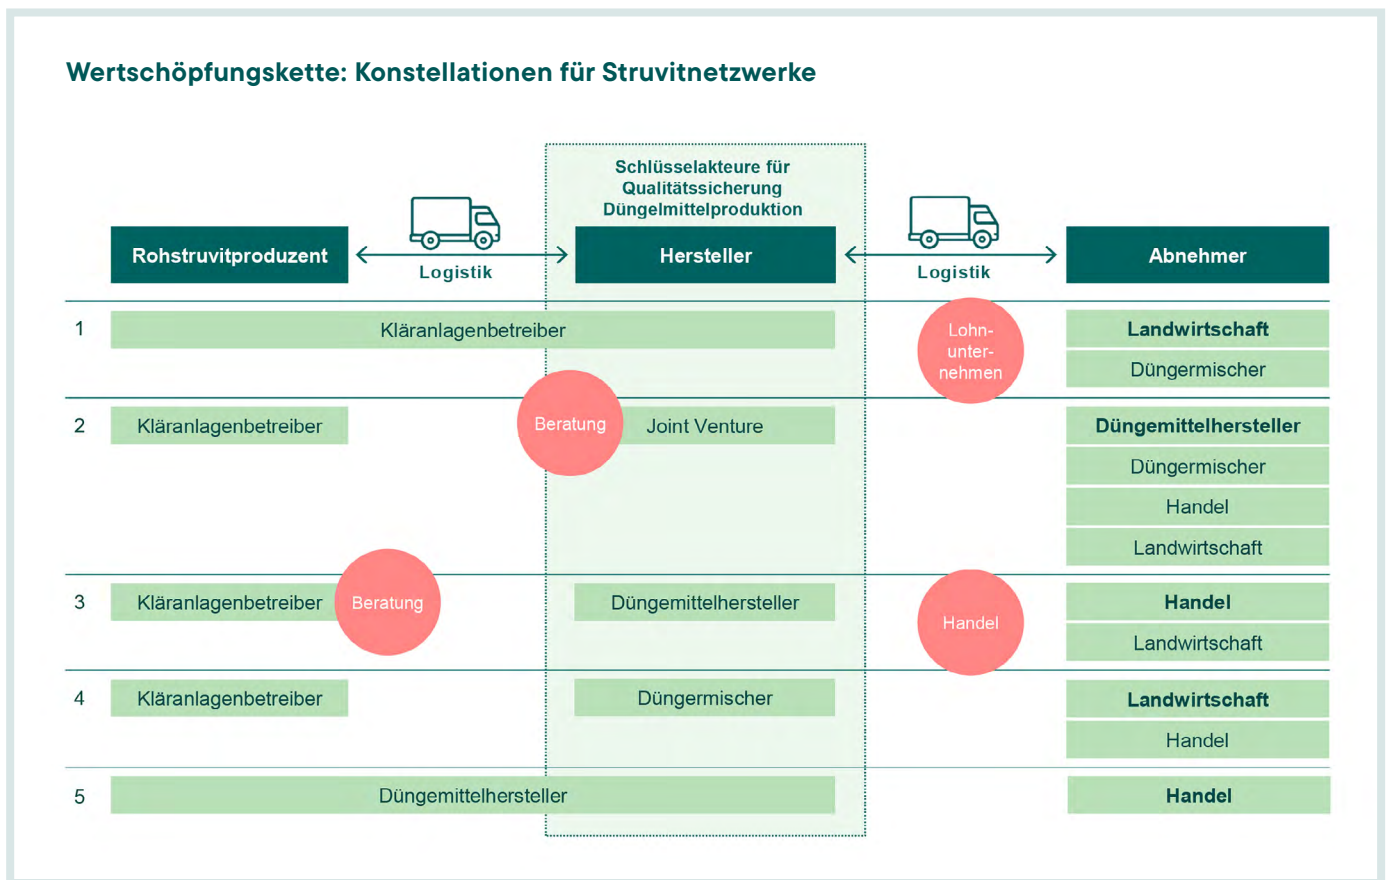 Wertschöpfungskette: Konstellationen für Struvitnetzwerke
Schlüsselakteure für
Qualitätssicherung
Düngelmittelproduktion
Rohstruvitproduzent
Logistik
Hersteller
Logistik
Abnehmer
1
Kläranlagenbetreiber
Lohn-
unter-
nehmen
Landwirtschaft
Düngermischer
2
Kläranlagenbetreiber
Beratung
Joint Venture
Düngemittelhersteller
Düngermischer
Handel
Landwirtschaft
3
Kläranlagenbetreiber
Beratung
Düngemittelhersteller
Handel
Handel
Landwirtschaft
4
Kläranlagenbetreiber
Düngermischer
Landwirtschaft
Handel
5
Düngemittelhersteller
Handel